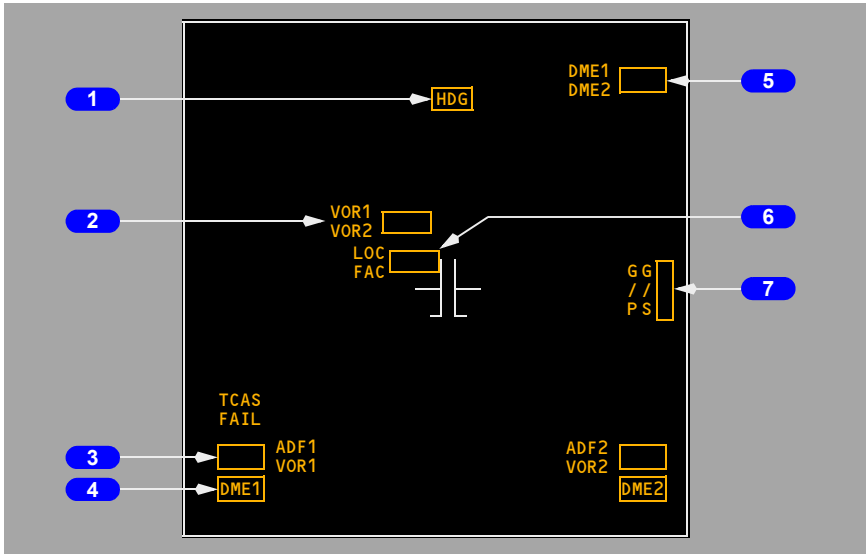 DME1
DME2
5
1
HDG
VOR1
VOR2
2
6
LOC
FAC
G G
/ /
P S
7
TCAS
FAIL
3
ADF1
VOR1
ADF2
VOR2
4
DME1
DME2